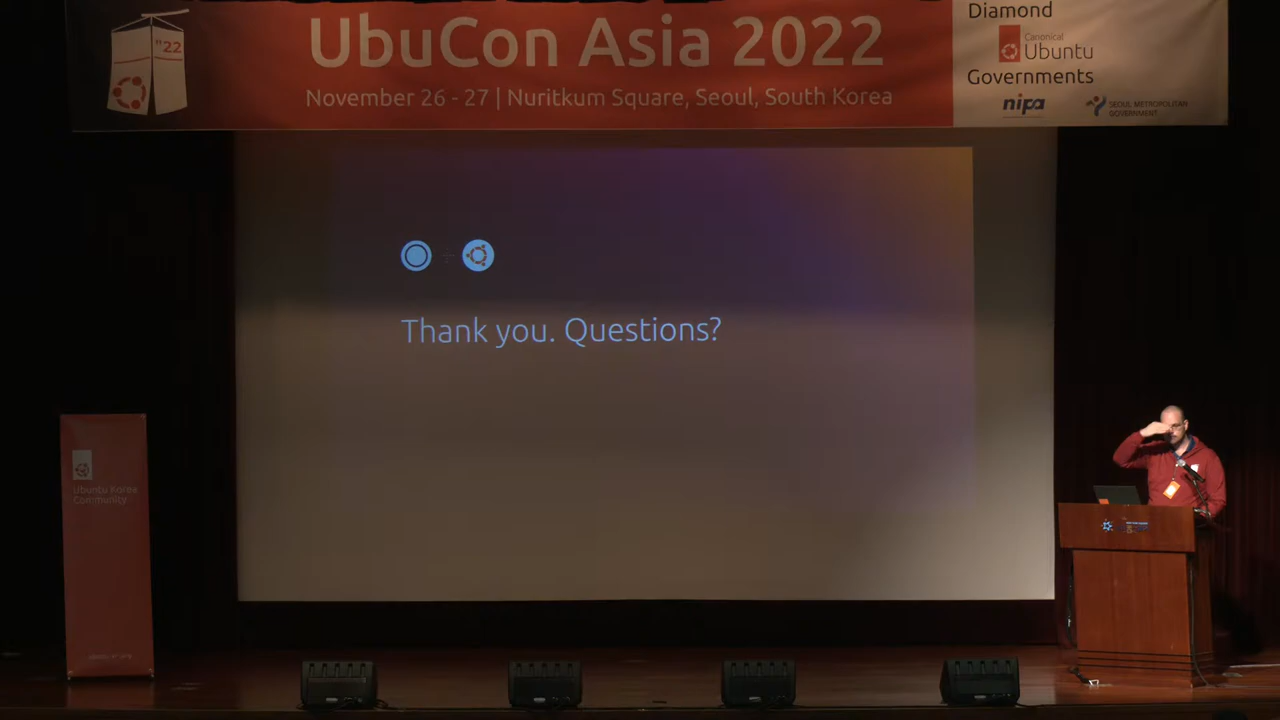 "22
UbuCon Asia 2022
November 26 - 27 | Nuritkum Square, Seoul, South Korea
Diamond
Canonical
Ubuntu
Governments
nipa
SEOUL METROPOLITAN
GOVERNMENT
Thank you. Questions?
Ubuntu Korea
Community